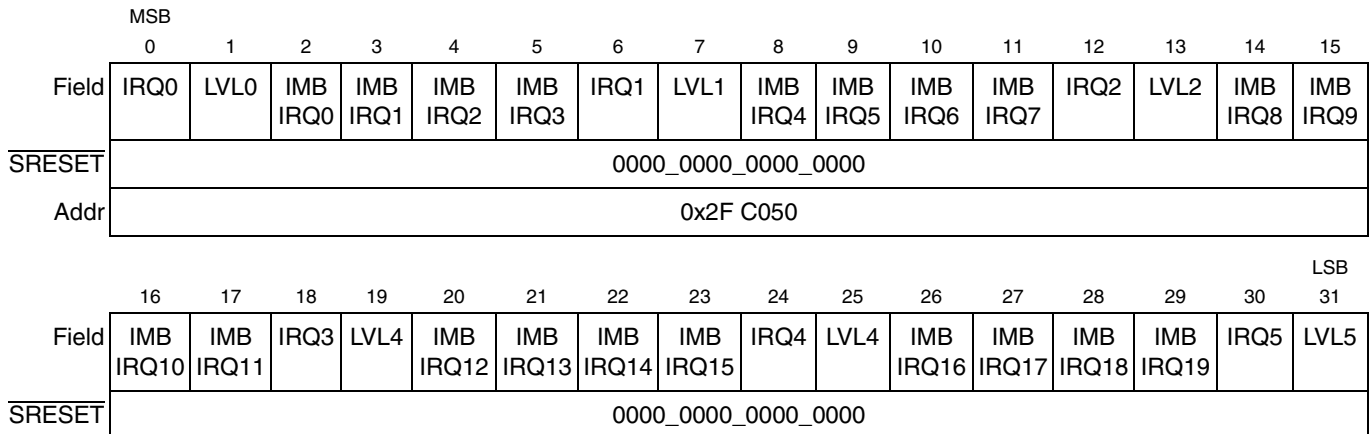 MSB
0 1 2 3 4 5 6 7 8 9 10 11 12 13 14 15
Field IRQ0 LVL0 IMB IMB IMB IMB IRQ1 LVL1 IMB IMB IMB IMB IRQ2 LVL2 IMB IMB
IRQ0 IRQ1 IRQ2 IRQ3 IRQ4 IRQ5 IRQ6 IRQ7 IRQ8 IRQ9
SRESET 0000_0000_0000_0000
Addr 0x2F C050
LSB
16 17 18 19 20 21 22 23 24 25 26 27 28 29 30 31
Field IMB IMB IRQ3 LVL4 IMB IMB IMB IMB IRQ4 LVL4 IMB IMB IMB IMB IRQ5 LVL5
IRQ10 IRQ11 IRQ12 IRQ13 IRQ14 IRQ15 IRQ16 IRQ17 IRQ18 IRQ19
SRESET 0000_0000_0000_0000